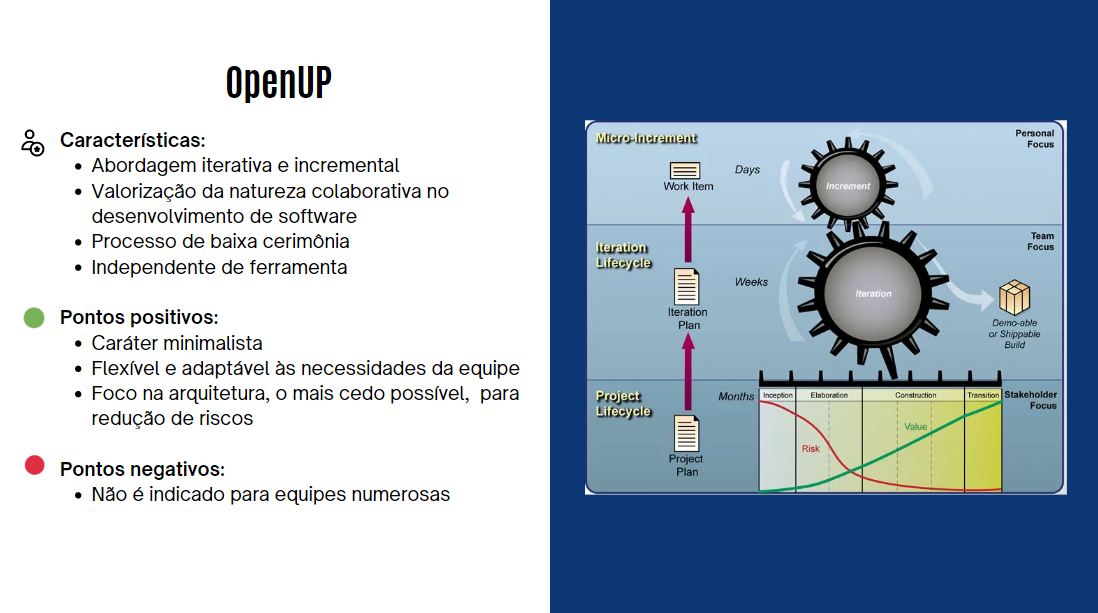 OpenUP
Características:
• Abordagem iterativa e incremental
• Valorização da natureza colaborativa no
desenvolvimento de software
• Processo de baixa cerimônia
• Independente de ferramenta
Pontos positivos:
• Caráter minimalista
• Flexível e adaptável às necessidades da equipe
• Foco na arquitetura, o mais cedo possível,  para
redução de riscos
Pontos negativos:
• Não é indicado para equipes numerosas
Micro-Increment
Personal
Focus
Days
Work Item
Increment
Iteration
Lifecycle
Team
Focus
Weeks
Iteration
Plan
Iteration
Demo-able
or Shippable
Build
Project
Lifecycle
Months
Inception
Elaboration
Construction
Transition
Stakeholder
Focus
Project
Plan
Risk
Value